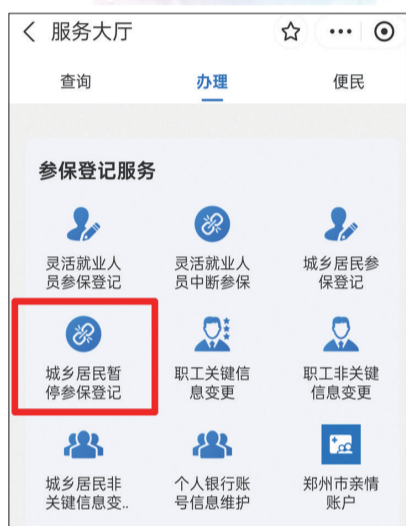 服务大厅
查询 办理 便民
参保登记服务
灵活就业人 灵活就业人 城乡居民参
员参保登记 员中断参保 保登记
城乡居民暂 职工关键信 职工非关键
停参保登记 息变更 信息变更
城乡居民非 个人银行账 郑州市亲情
关键信息变.. 号信息维护 账户